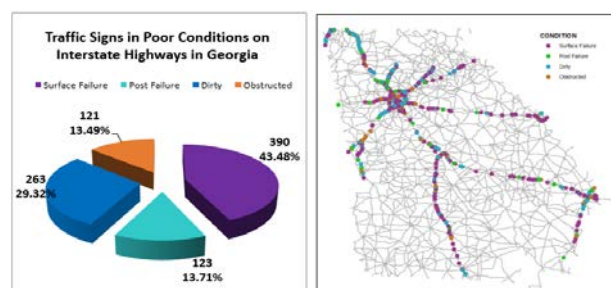 Traffic Signs in Poor Conditions on
Interstate Highways in Georgia
Surface Failure Post Failure Dirty Obstructed
121
13.49%
390
43.48%
263
29.32%
123
13.71%
CONDITION
Surface Failure
Post Failure
Dirty
Obstructed